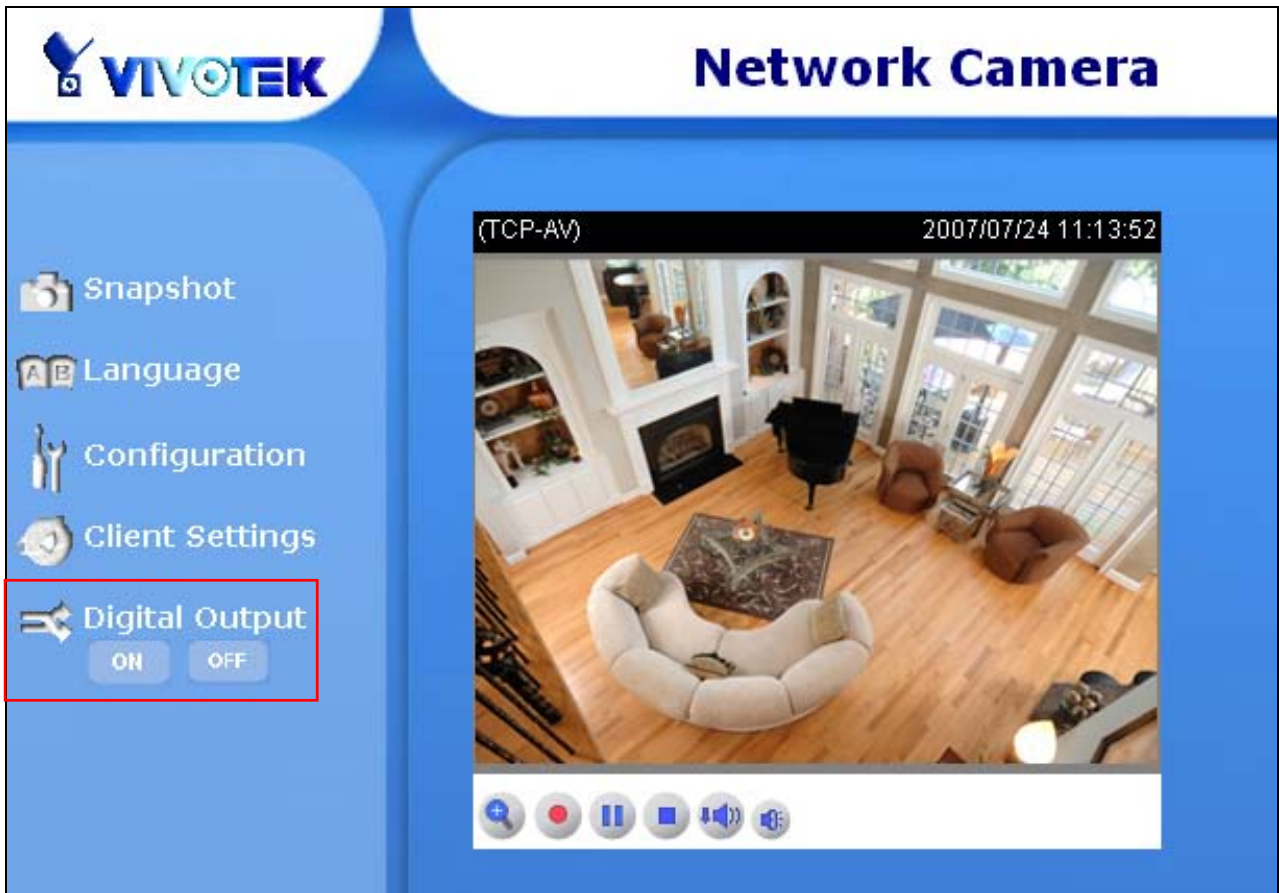 VIVOTEK
Network Camera
(TCP-AV) 2007/07/24 11:13:52
Snapshot
A B Language
Configuration
Client Settings
Digital Output
ON OFF